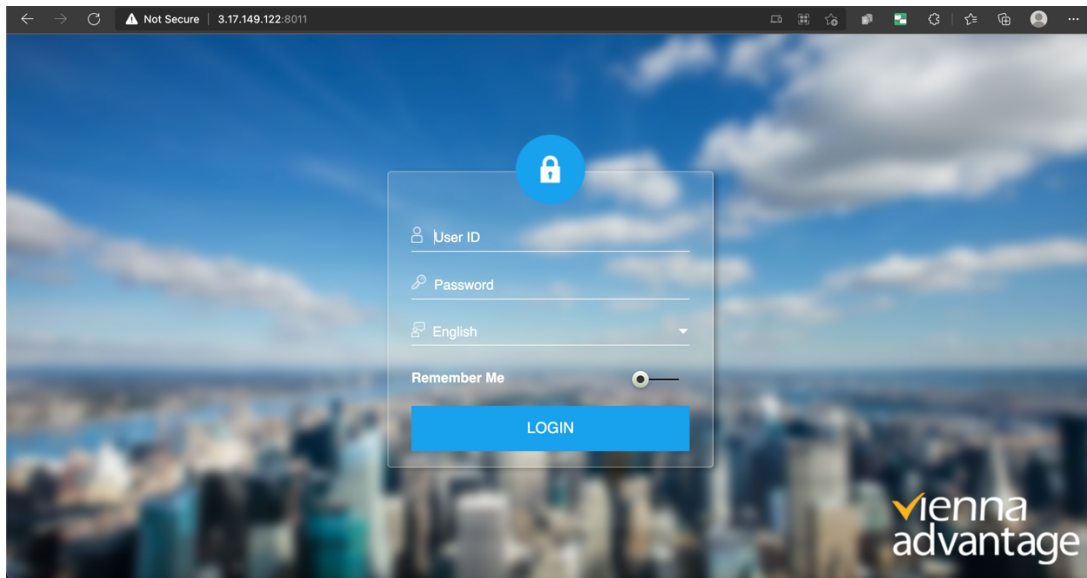 Not Secure | 3.17.149.122:8011
User ID
Password
English
Remember Me
LOGIN
vienna
advantage